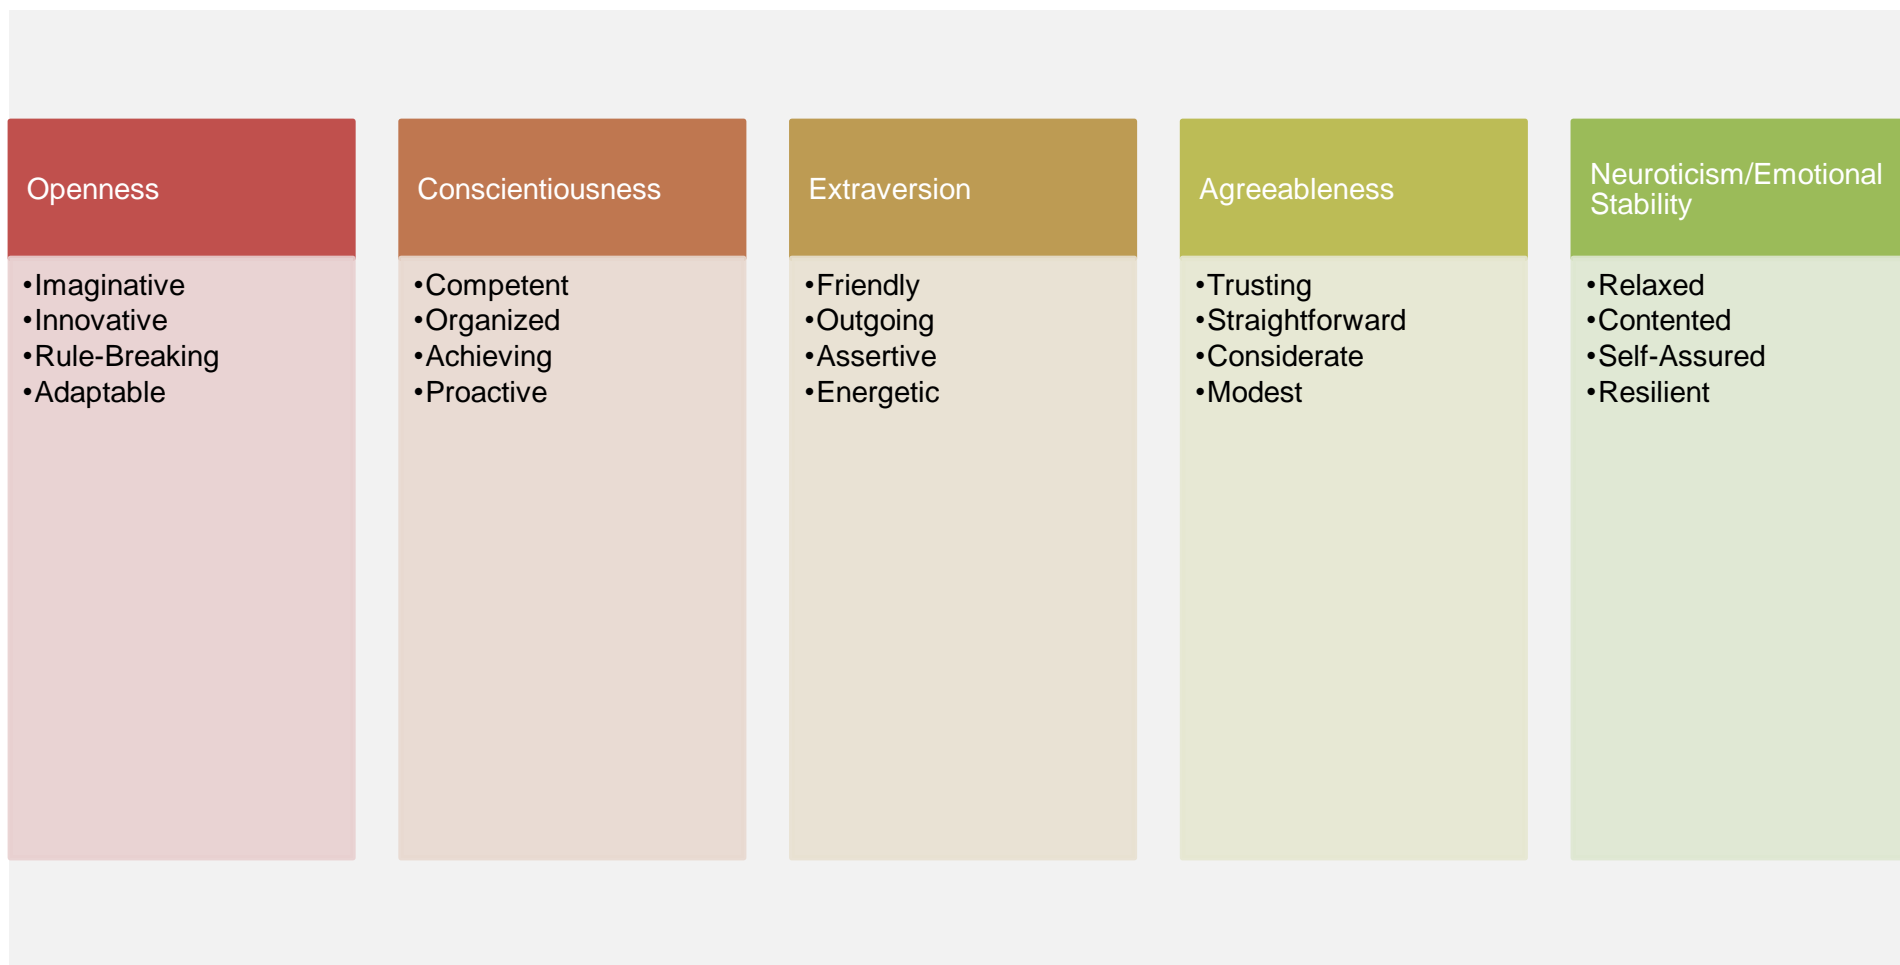 Openness
•Imaginative
•Innovative
•Rule-Breaking
•Adaptable
Conscientiousness
•Competent
•Organized
•Achieving
•Proactive
Extraversion
•Friendly
•Outgoing
•Assertive
•Energetic
Agreeableness
•Trusting
•Straightforward
•Considerate
•Modest
Neuroticism/Emotional
Stability
•Relaxed
•Contented
•Self-Assured
•Resilient